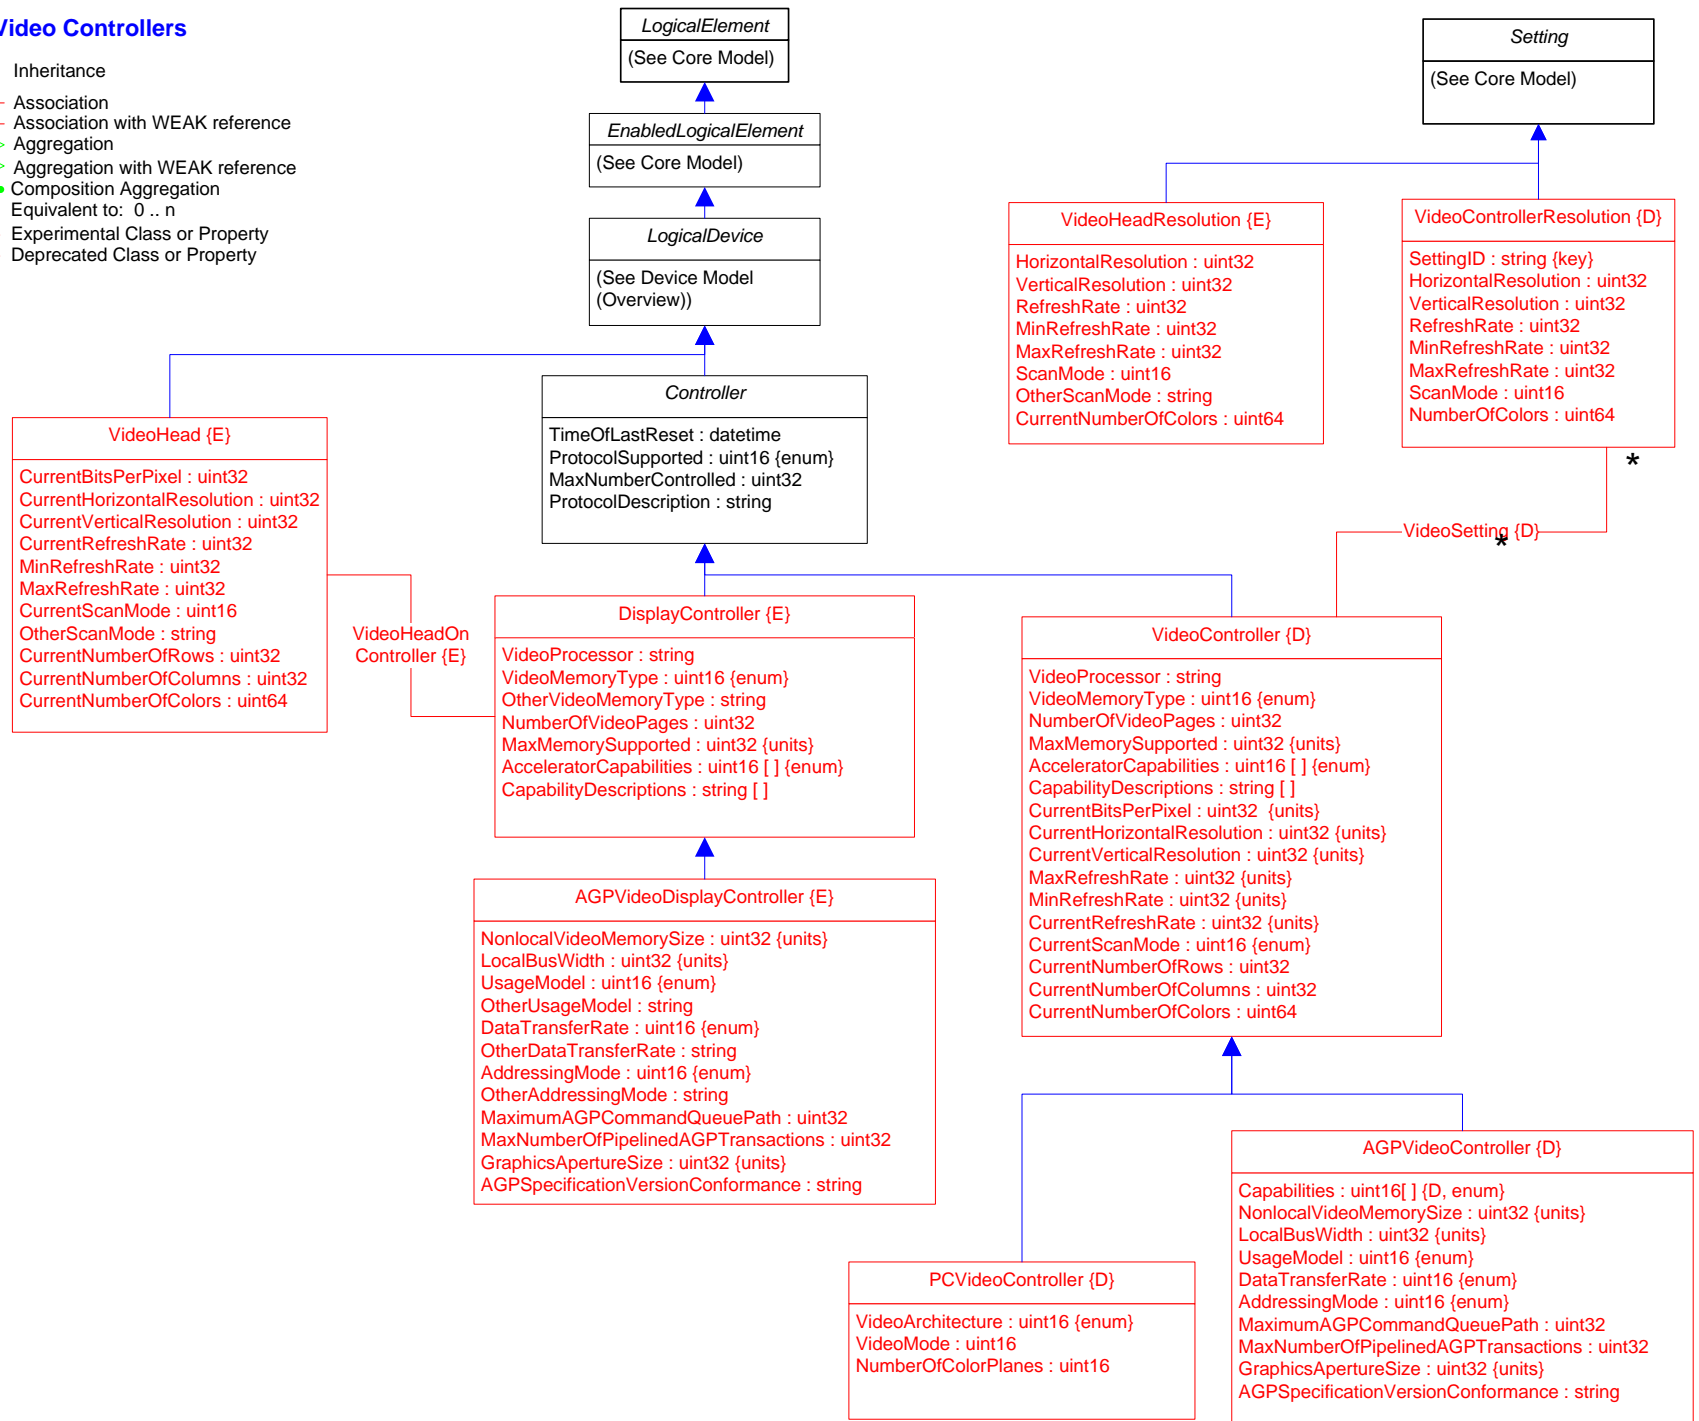 Video Controllers
Inheritance
Association
Association with WEAK reference
Aggregation
Aggregation with WEAK reference
Composition Aggregation
Equivalent to: 0 .. n
Experimental Class or Property
Deprecated Class or Property
LogicalElement
(See Core Model)
EnabledLogicalElement
(See Core Model)
LogicalDevice
(See Device Model
(Overview))
Setting
(See Core Model)
VideoHeadResolution {E}
HorizontalResolution : uint32
VerticalResolution : uint32
RefreshRate : uint32
MinRefreshRate : uint32
MaxRefreshRate : uint32
ScanMode : uint16
OtherScanMode : string
CurrentNumberOfColors : uint64
VideoControllerResolution {D}
SettingID : string {key}
HorizontalResolution : uint32
VerticalResolution : uint32
RefreshRate : uint32
MinRefreshRate : uint32
MaxRefreshRate : uint32
ScanMode : uint16
NumberOfColors : uint64
*
VideoSetting {D}
*
Controller
TimeOfLastReset : datetime
ProtocolSupported : uint16 {enum}
MaxNumberControlled : uint32
ProtocolDescription : string
VideoHead {E}
CurrentBitsPerPixel : uint32
CurrentHorizontalResolution : uint32
CurrentVerticalResolution : uint32
CurrentRefreshRate : uint32
MinRefreshRate : uint32
MaxRefreshRate : uint32
CurrentScanMode : uint16
OtherScanMode : string
CurrentNumberOfRows : uint32
CurrentNumberOfColumns : uint32
CurrentNumberOfColors : uint64
VideoHeadOn
Controller {E}
DisplayController {E}
VideoProcessor : string
VideoMemoryType : uint16 {enum}
OtherVideoMemoryType : string
NumberOfVideoPages : uint32
MaxMemorySupported : uint32 {units}
AcceleratorCapabilities : uint16 [ ] {enum}
CapabilityDescriptions : string [ ]
VideoController {D}
VideoProcessor : string
VideoMemoryType : uint16 {enum}
NumberOfVideoPages : uint32
MaxMemorySupported : uint32 {units}
AcceleratorCapabilities : uint16 [ ] {enum}
CapabilityDescriptions : string [ ]
CurrentBitsPerPixel : uint32 {units}
CurrentHorizontalResolution : uint32 {units}
CurrentVerticalResolution : uint32 {units}
MaxRefreshRate : uint32 {units}
MinRefreshRate : uint32 {units}
CurrentRefreshRate : uint32 {units}
CurrentScanMode : uint16 {enum}
CurrentNumberOfRows : uint32
CurrentNumberOfColumns : uint32
CurrentNumberOfColors : uint64
AGPVideoDisplayController {E}
NonlocalVideoMemorySize : uint32 {units}
LocalBusWidth : uint32 {units}
UsageModel : uint16 {enum}
OtherUsageModel : string
DataTransferRate : uint16 {enum}
OtherDataTransferRate : string
AddressingMode : uint16 {enum}
OtherAddressingMode : string
MaximumAGPCommandQueuePath : uint32
MaxNumberOfPipelinedAGPTransactions : uint32
GraphicsApertureSize : uint32 {units}
AGPSpecificationVersionConformance : string
PCVideoController {D}
VideoArchitecture : uint16 {enum}
VideoMode : uint16
NumberOfColorPlanes : uint16
AGPVideoController {D}
Capabilities : uint16[ ] {D, enum}
NonlocalVideoMemorySize : uint32 {units}
LocalBusWidth : uint32 {units}
UsageModel : uint16 {enum}
DataTransferRate : uint16 {enum}
AddressingMode : uint16 {enum}
MaximumAGPCommandQueuePath : uint32
MaxNumberOfPipelinedAGPTransactions : uint32
GraphicsApertureSize : uint32 {units}
AGPSpecificationVersionConformance : string